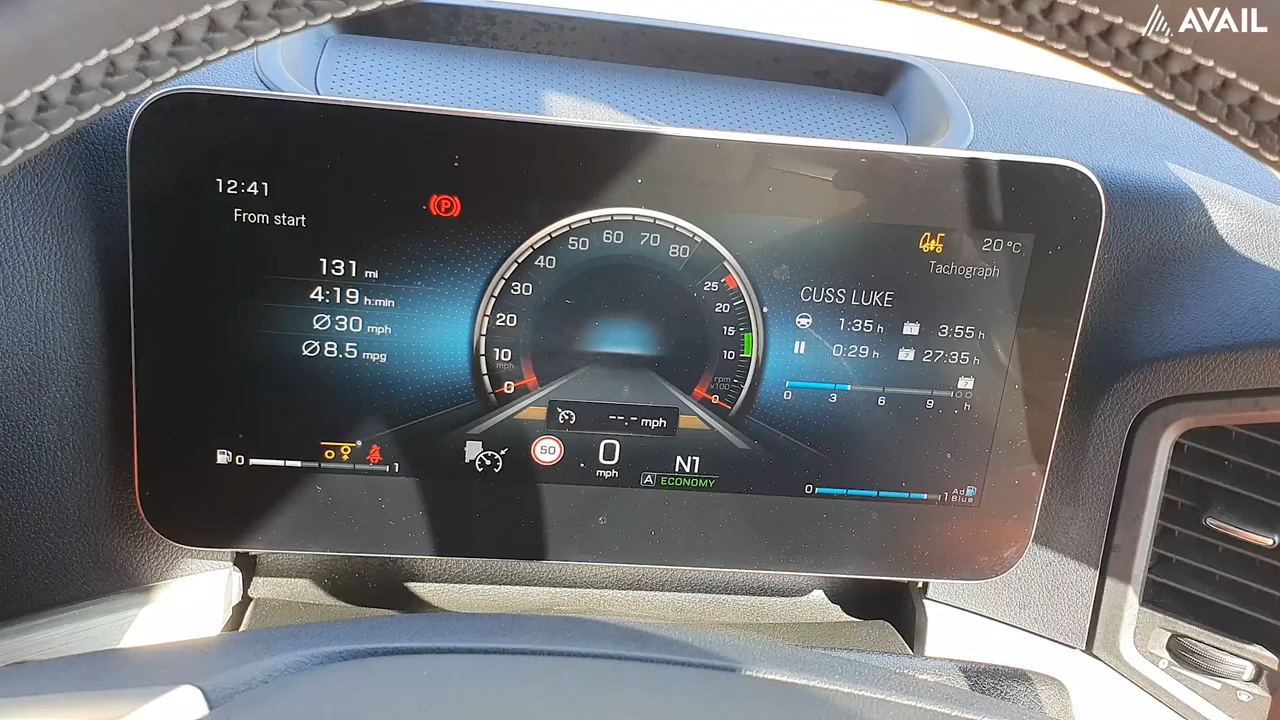 AVAIL
12:41
From start
131 mi
4:19 h:min
Ø30 mph
Ø8.5 mpg
0 1
P
0 10 20 30 40 50 60 70 80
mph
25
20
15
10
0
rpm
x100
--.- mph
50
0
mph
N1
A ECONOMY
20°C
Tachograph
CUSS LUKE
1:35 h 1 3:55 h
0:29 h 7 27:35 h
7
0 3 6 9 h
0 1 Ad
Blue